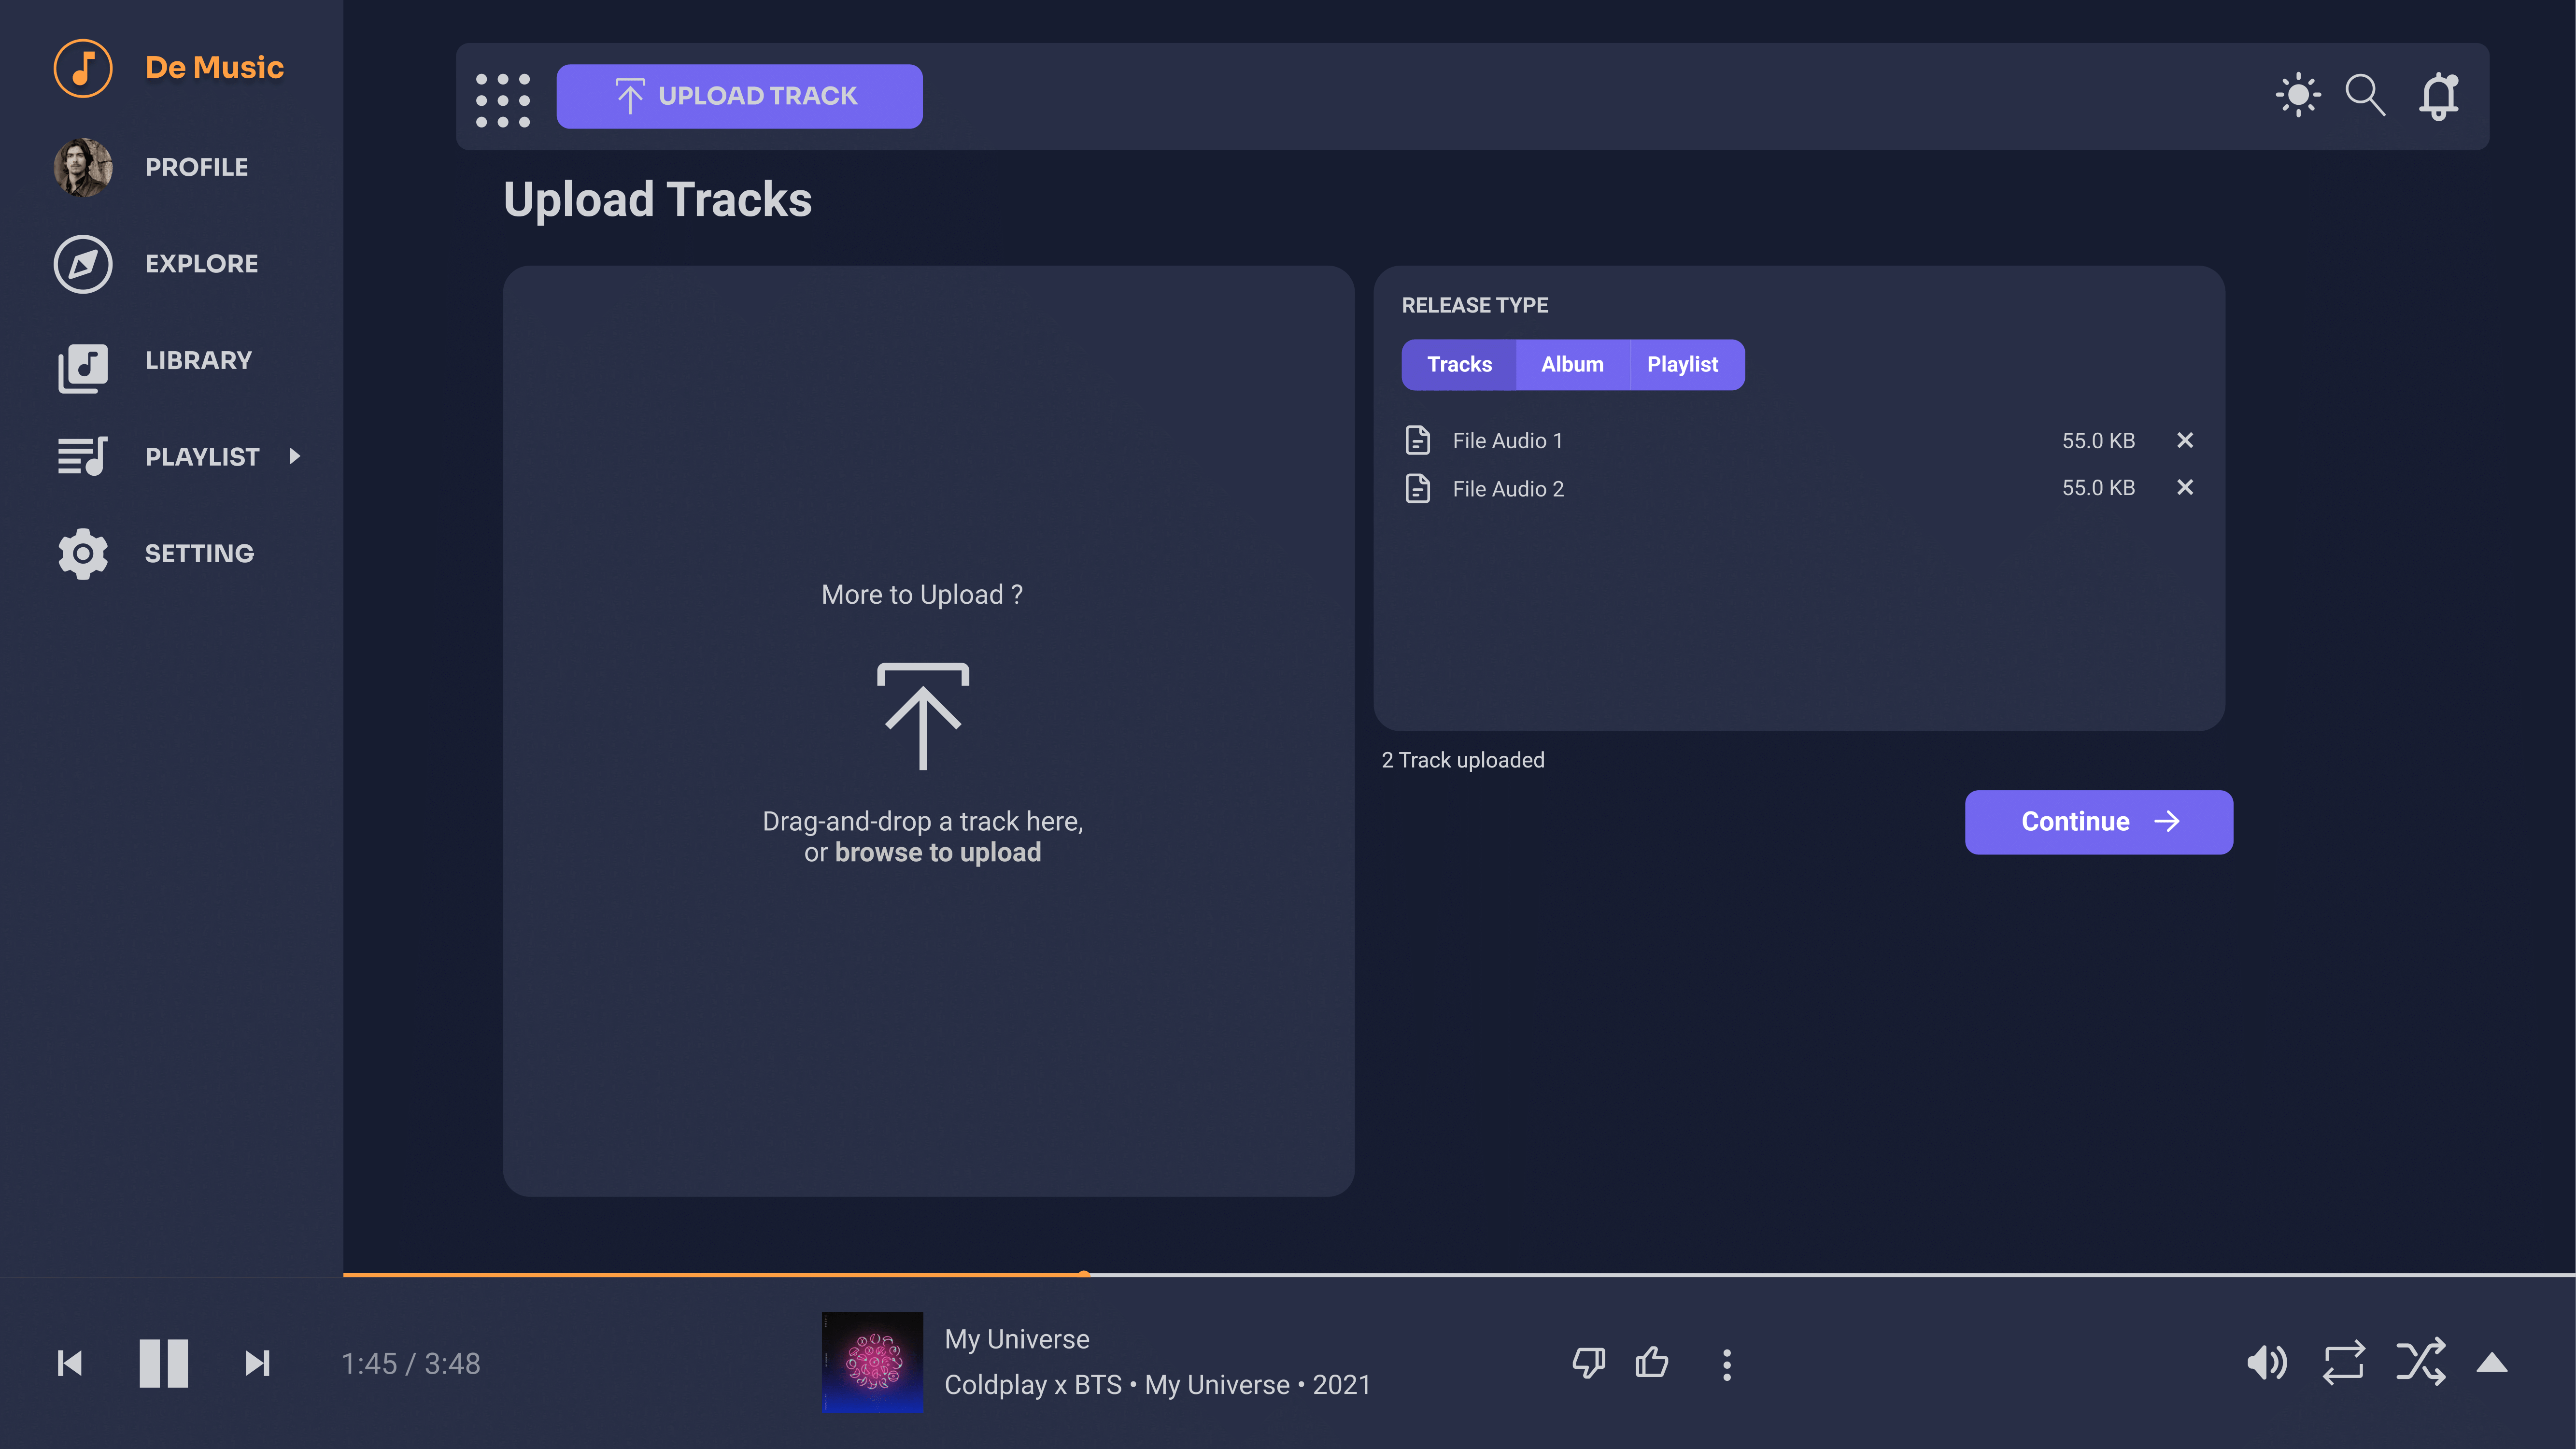 De Music
PROFILE
EXPLORE
LIBRARY
PLAYLIST
SETTING
UPLOAD TRACK
Upload Tracks
More to Upload ?
Drag-and-drop a track here,
or browse to upload
RELEASE TYPE
Tracks Album Playlist
File Audio 1 55.0 KB
File Audio 2 55.0 KB
2 Track uploaded
Continue
1:45 / 3:48
My Universe
Coldplay x BTS • My Universe • 2021